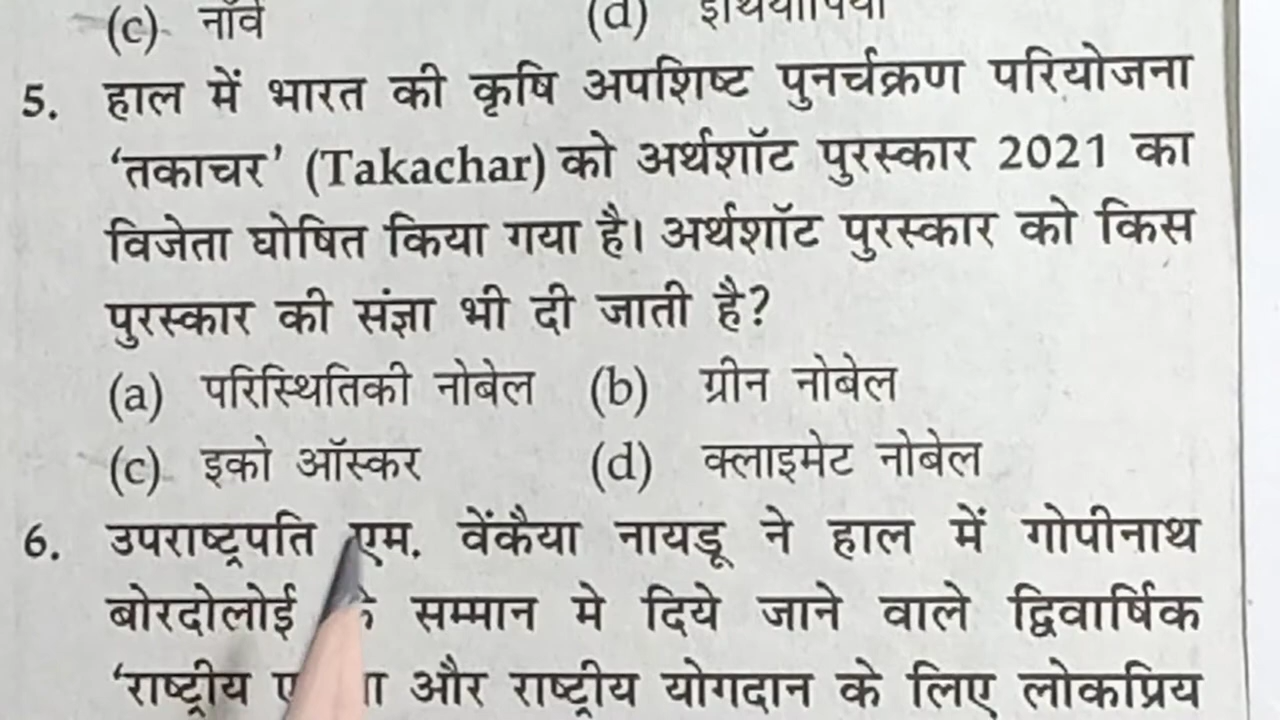 (c) नॉर्वे (d) इथियोपिया
5. हाल में भारत की कृषि अपशिष्ट पुनर्चक्रण परियोजना
‘तकाचर’ (Takachar) को अर्थशॉट पुरस्कार 2021 का
विजेता घोषित किया गया है। अर्थशॉट पुरस्कार को किस
पुरस्कार की संज्ञा भी दी जाती है?
(a) परिस्थितिकी नोबेल (b) ग्रीन नोबेल
(c) इको ऑस्कर (d) क्लाइमेट नोबेल
6. उपराष्ट्रपति एम. वेंकैया नायडू ने हाल में गोपीनाथ
बोरदोलोई के सम्मान मे दिये जाने वाले द्विवार्षिक
‘राष्ट्रीय और राष्ट्रीय योगदान के लिए लोकप्रिय